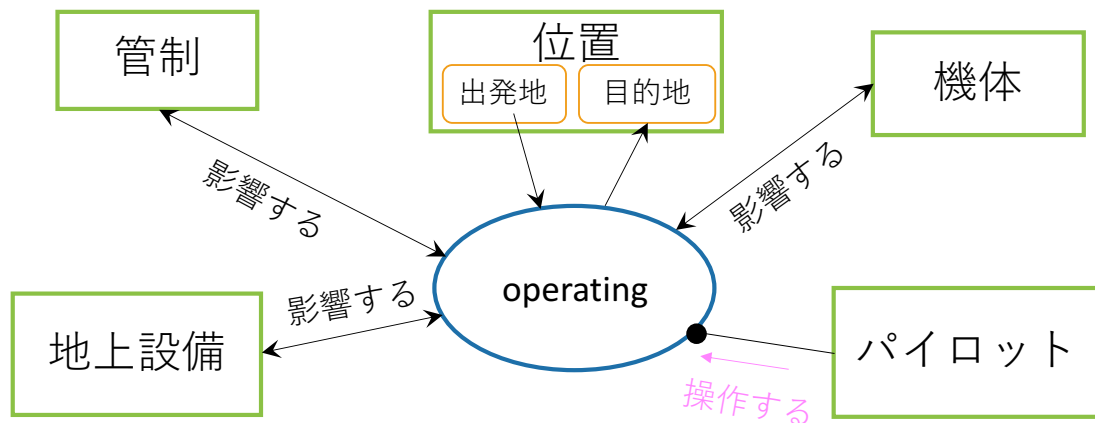 管制
位置
出発地
目的地
機体
影響する
影響する
影響する
operating
地上設備
パイロット
操作する